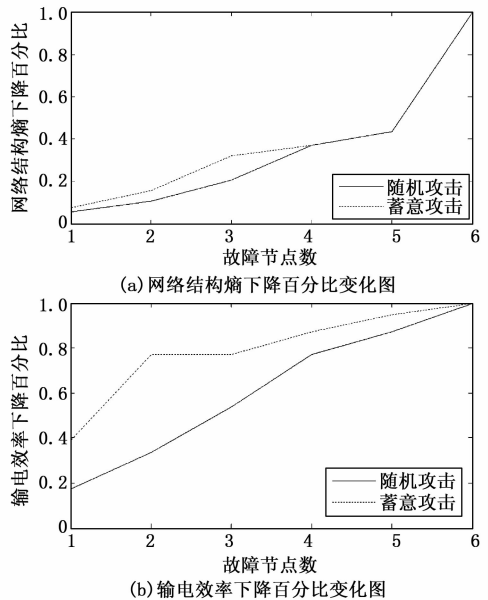 网络结构熵下降百分比
1.0
0.8
0.6
0.4
0.2
0
随机攻击
蓄意攻击
1 2 3 4 5 6
故障节点数
(a)网络结构熵下降百分比变化图
输电效率下降百分比
1.0
0.8
0.6
0.4
0.2
0
随机攻击
蓄意攻击
1 2 3 4 5 6
故障节点数
(b)输电效率下降百分比变化图